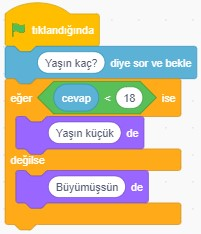 tıklandığında
Yaşın kaç? diye sor ve bekle
eğer cevap < 18 ise
Yaşın küçük de
değilse
Büyümüşsün de